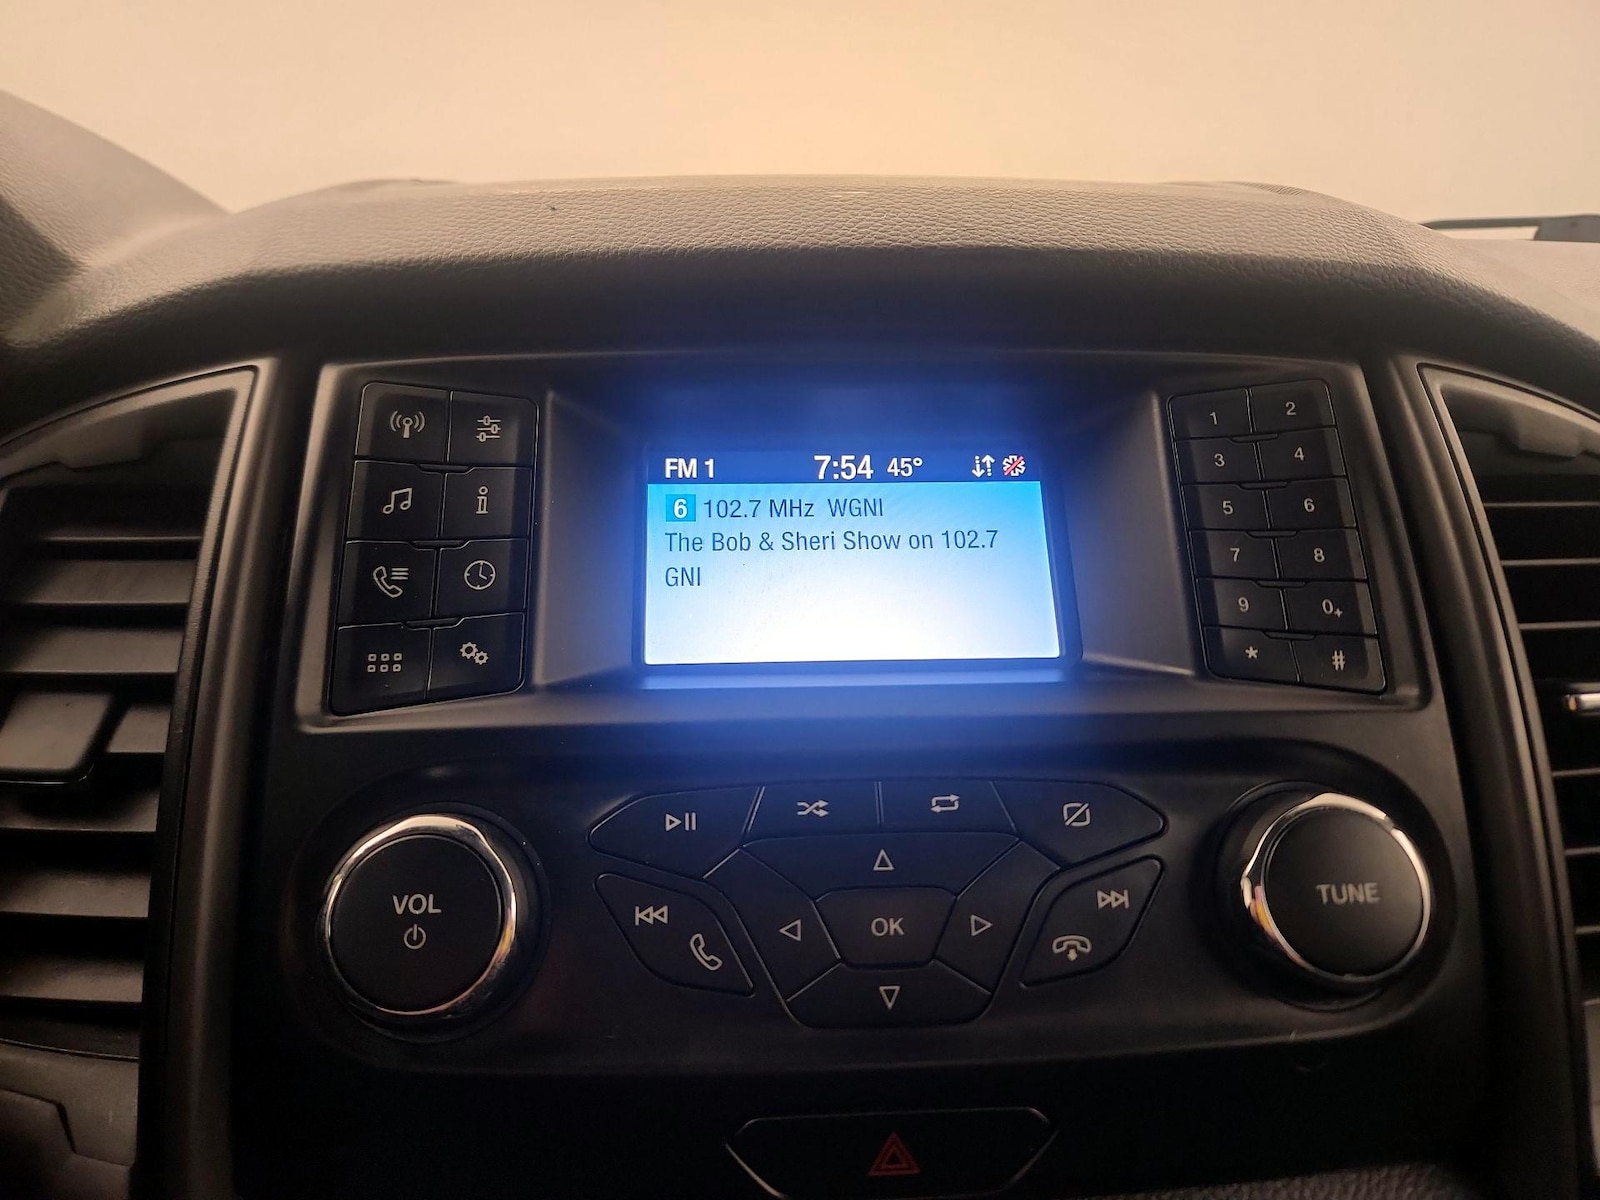 FM 1 7:54 45°
6 102.7 MHz WGNI
The Bob & Sheri Show on 102.7
GNI
1 2
3 4
5 6
7 8
9 0+
* #
VOL
OK
TUNE